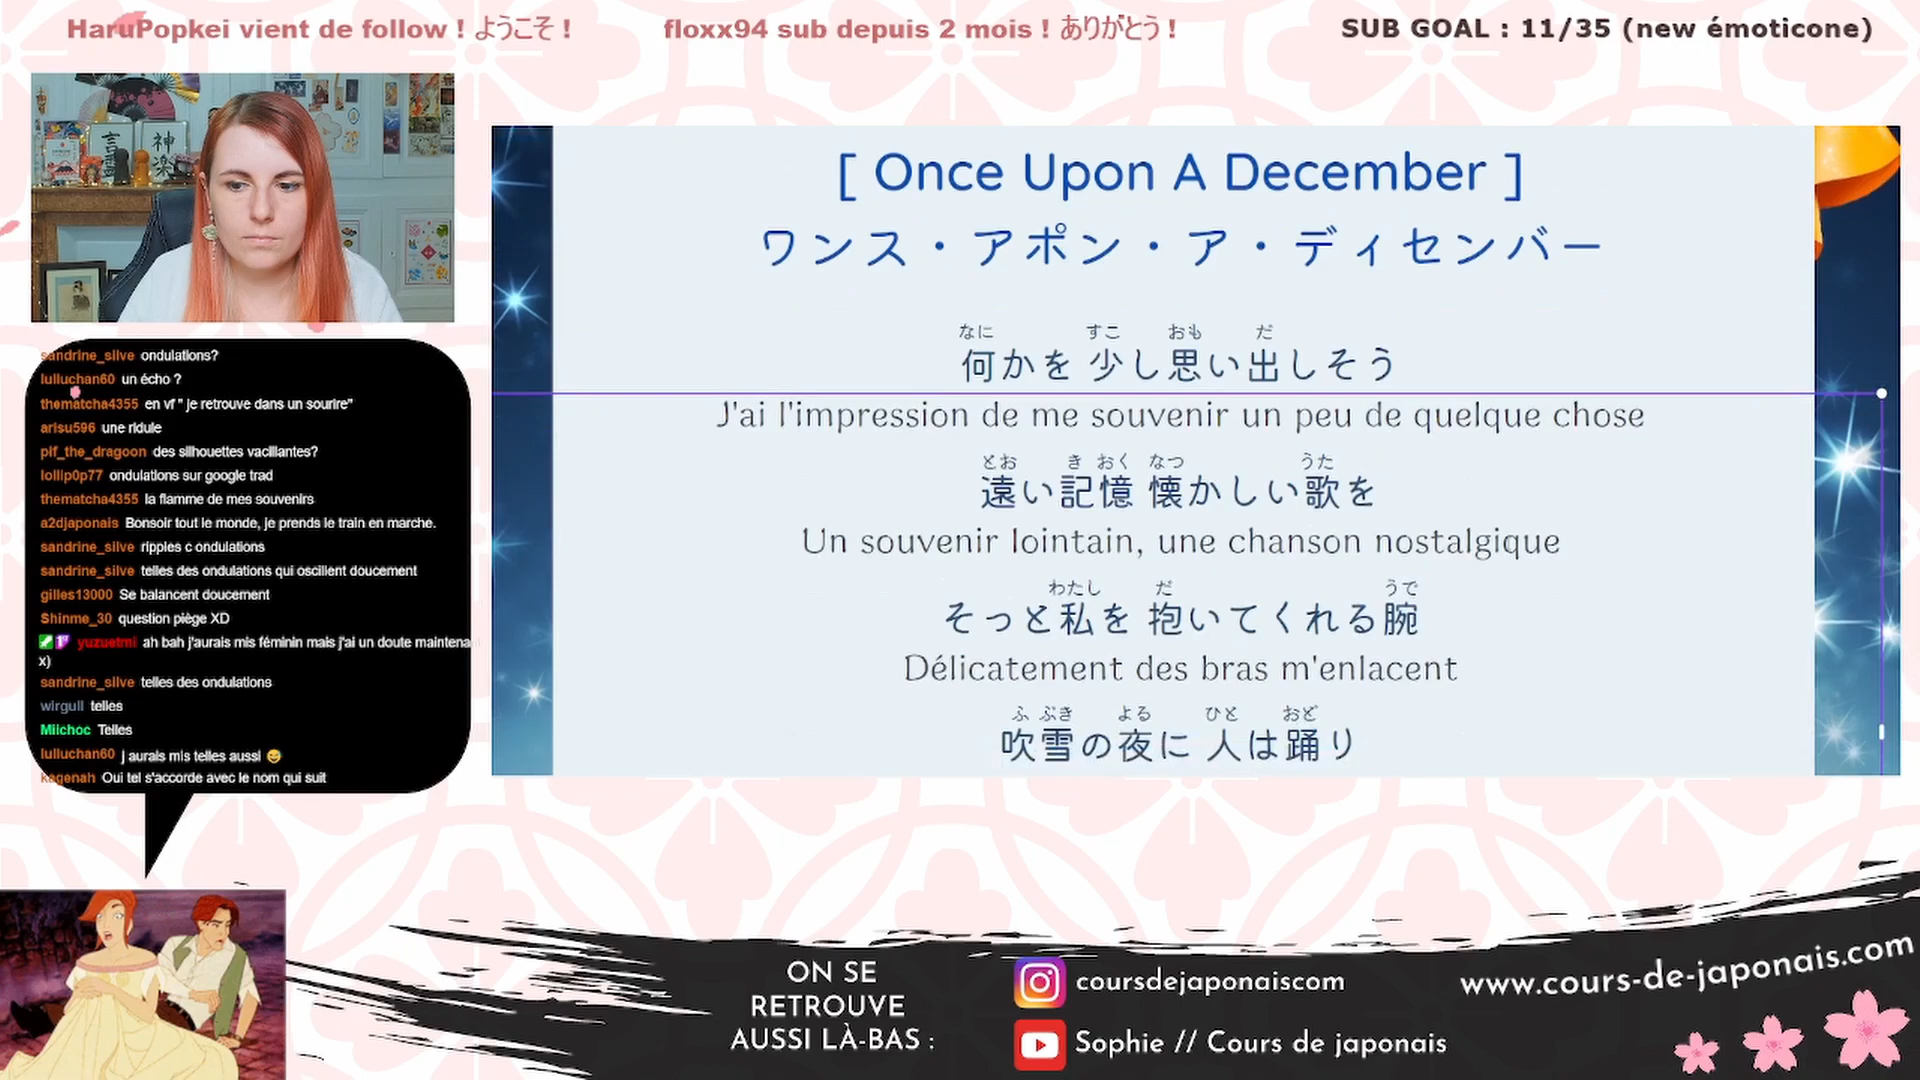 HaruPopkei vient de follow ! ようこそ !
floxx94 sub depuis 2 mois ! ありがとう !
SUB GOAL : 11/35 (new émoticone)
言霊
神楽
sandrine_silve ondulations?
lulluchan60 un écho ?
thematcha4355 en vf " je retrouve dans un sourire"
arisu596 une ridule
pif_the_dragoon des silhouettes vacillantes?
lollip0p77 ondulations sur google trad
thematcha4355 la flamme de mes souvenirs
a2djaponais Bonsoir tout le monde, je prends le train en marche.
sandrine_silve ripples c ondulations
sandrine_silve telles des ondulations qui oscillent doucement
gilles13000 Se balancent doucement
Shinme_30 question piège XD
yuzuetmi ah bah j'aurais mis féminin mais j'ai un doute maintenan
x)
sandrine_silve telles des ondulations
wirgull telles
Miichoc Telles
lulluchan60 j aurais mis telles aussi 😅
kagenah Oui tel s'accorde avec le nom qui suit
[ Once Upon A December ]
ワンス・アポン・ア・ディセンバー
なに すこ おも だ
何かを 少し思い出しそう
J'ai l'impression de me souvenir un peu de quelque chose
とお き おく なつ うた
遠い記憶 懐かしい歌を
Un souvenir lointain, une chanson nostalgique
わたし だ うで
そっと私を 抱いてくれる腕
Délicatement des bras m'enlacent
ふ ぶき よる ひと おど
吹雪の夜に 人は踊り
ON SE
RETROUVE
AUSSI LÀ-BAS :
coursdejaponaiscom
Sophie // Cours de japonais
www.cours-de-japonais.com